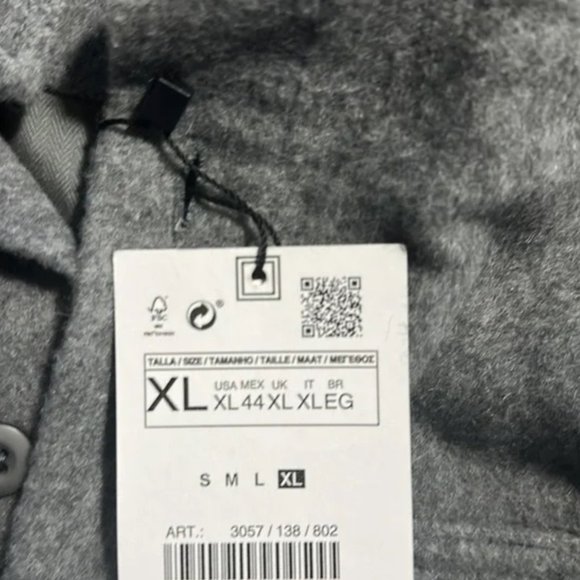 FSC
TALLA / SIZE / TAMANHO / TAILLE / MAAT / ΜΕΓΕΘΟΣ
XL
USA MEX UK IT BR
XL 44 XL XL EG
S M L XL
ART.: 3057 / 138 / 802